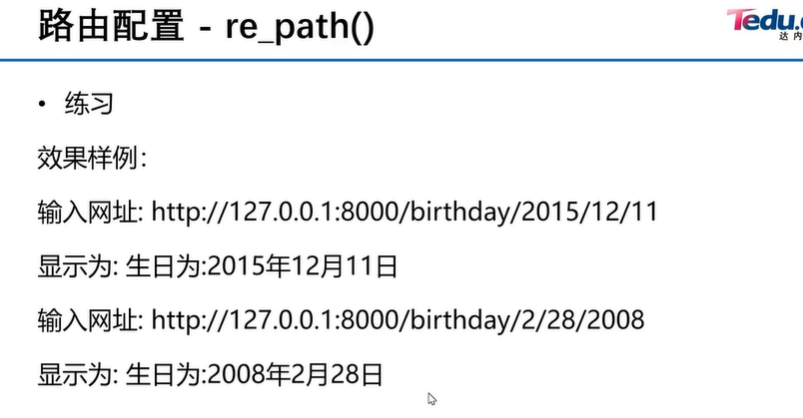 路由配置 - re_path()
Tedu.
达内
• 练习
效果样例：
输入网址: http://127.0.0.1:8000/birthday/2015/12/11
显示为: 生日为:2015年12月11日
输入网址: http://127.0.0.1:8000/birthday/2/28/2008
显示为: 生日为:2008年2月28日